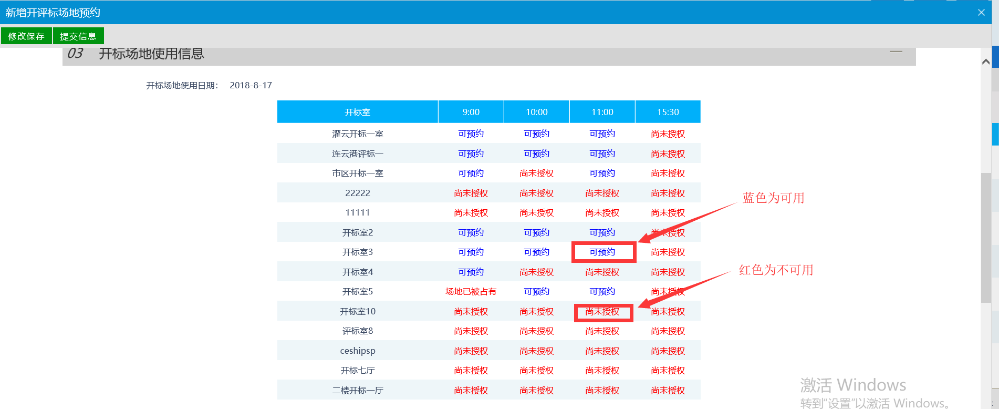 新增开评标场地预约
修改保存 提交信息
03 开标场地使用信息
开标场地使用日期： 2018-8-17
开标室 9:00 10:00 11:00 15:30
灌云开标一室 可预约 可预约 可预约 尚未授权
连云港评标一 可预约 可预约 可预约 尚未授权
市区开标一室 可预约 尚未授权 可预约 尚未授权
22222 尚未授权 尚未授权 尚未授权 尚未授权
蓝色为可用
11111 尚未授权 尚未授权 尚未授权 尚未授权
开标室2 可预约 可预约 可预约 尚未授权
开标室3 可预约 可预约 可预约 尚未授权
开标室4 可预约 尚未授权 尚未授权 尚未授权
红色为不可用
开标室5 场地已被占有 可预约 可预约 尚未授权
开标室10 尚未授权 尚未授权 尚未授权 尚未授权
评标室8 尚未授权 尚未授权 尚未授权 尚未授权
ceshipsp 尚未授权 尚未授权 尚未授权 尚未授权
开标七厅 尚未授权 尚未授权 尚未授权 尚未授权
二楼开标一厅 尚未授权 尚未授权 尚未授权 尚未授权
激活 Windows
转到“设置”以激活 Windows。